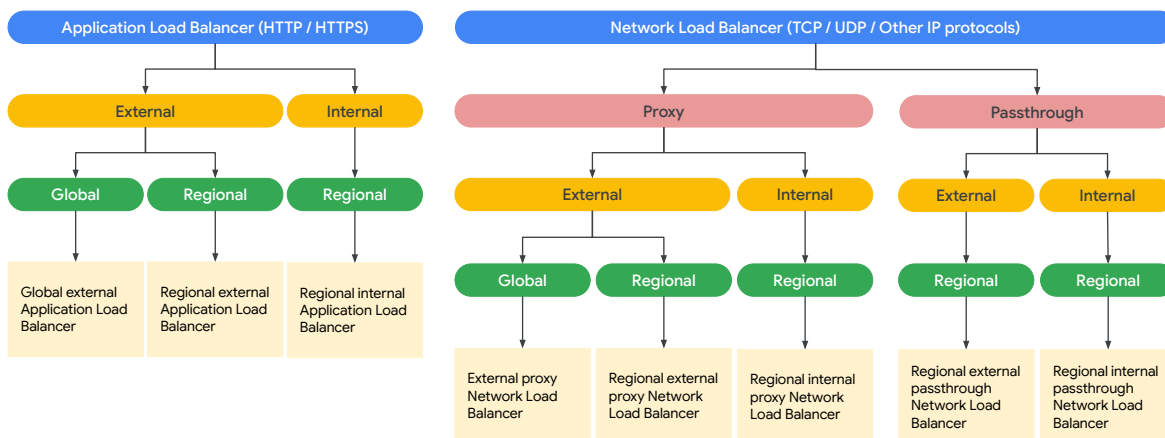 Application Load Balancer (HTTP / HTTPS)
Network Load Balancer (TCP / UDP / Other IP protocols)
External
Internal
Proxy
Passthrough
Global
Regional
Regional
External
Internal
External
Internal
Global
Regional
Regional
Regional
Regional
Global external
Application Load
Balancer
Regional external
Application Load
Balancer
Regional internal
Application Load
Balancer
External proxy
Network Load
Balancer
Regional external
proxy Network
Load Balancer
Regional internal
proxy Network
Load Balancer
Regional external
passthrough
Network Load
Balancer
Regional internal
passthrough
Network Load
Balancer